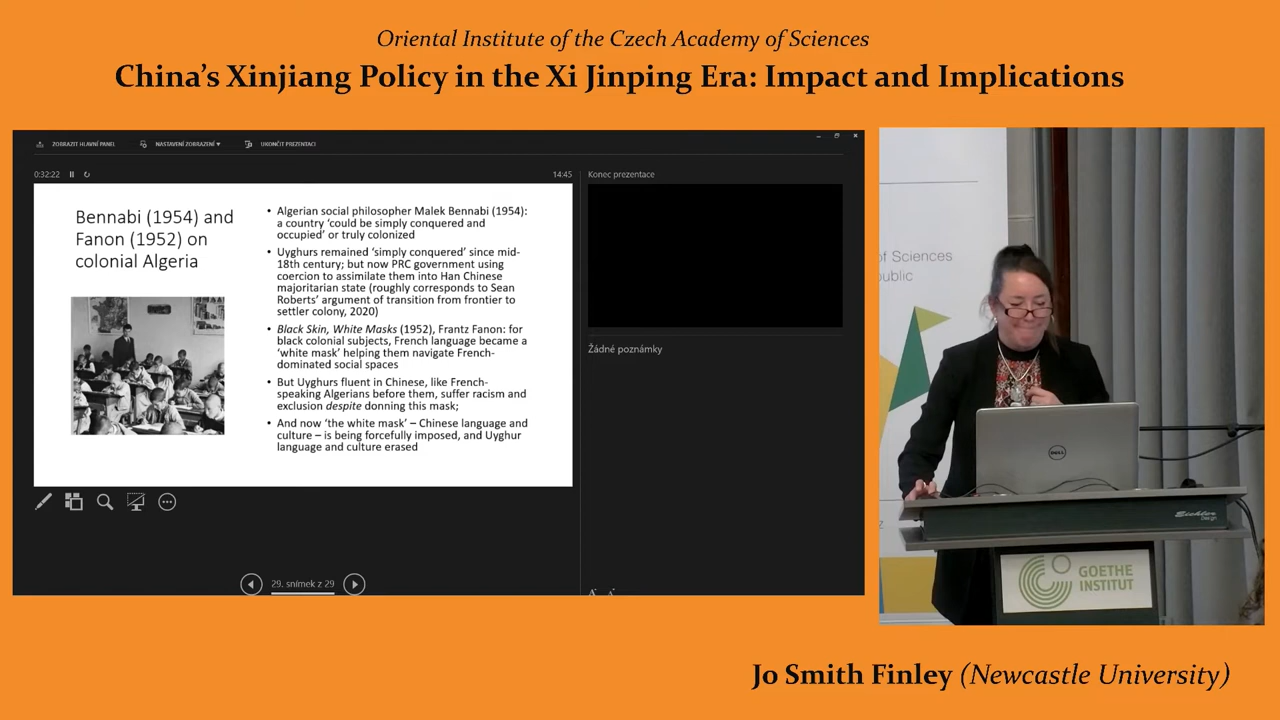 Oriental Institute of the Czech Academy of Sciences
China's Xinjiang Policy in the Xi Jinping Era: Impact and Implications
ZOBRAZIT HLAVNÍ PANEL
NASTAVENÍ ZOBRAZENÍ ▾
UKONČIT PREZENTACI
0:32:22
14:45
Bennabi (1954) and
Fanon (1952) on
colonial Algeria
• Algerian social philosopher Malek Bennabi (1954):
a country 'could be simply conquered and
occupied' or truly colonized
• Uyghurs remained 'simply conquered' since mid-
18th century; but now PRC government using
coercion to assimilate them into Han Chinese
majoritarian state (roughly corresponds to Sean
Roberts' argument of transition from frontier to
settler colony, 2020)
• Black Skin, White Masks (1952), Frantz Fanon: for
black colonial subjects, French language became a
'white mask' helping them navigate French-
dominated social spaces
• But Uyghurs fluent in Chinese, like French-
speaking Algerians before them, suffer racism and
exclusion despite donning this mask;
• And now 'the white mask' – Chinese language and
culture – is being forcefully imposed, and Uyghur
language and culture erased
29. snímek z 29
Konec prezentace
Žádné poznámky
of Sciences
public
DELL
Design
GOETHE
INSTITUT
Jo Smith Finley (Newcastle University)